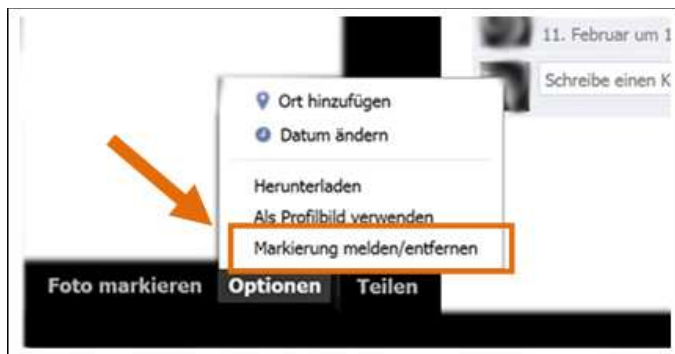 11. Februar um 1
Schreibe einen K
Ort hinzufügen
Datum ändern
Herunterladen
Als Profilbild verwenden
Markierung melden/entfernen
Foto markieren Optionen Teilen